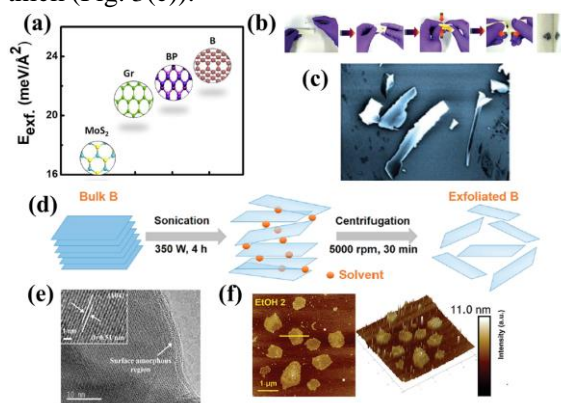 (a)
E_exf. (meV/Å²)
24
20
16
MoS₂
Gr
BP
B
(b)
(c)
(d)
Bulk B
Sonication
350 W, 4 h
Solvent
Centrifugation
5000 rpm, 30 min
Exfoliated B
(e)
Surface amorphous
region
(f)
EtOH 2
1 μm
11.0 nm
Intensity (a.u.)
0